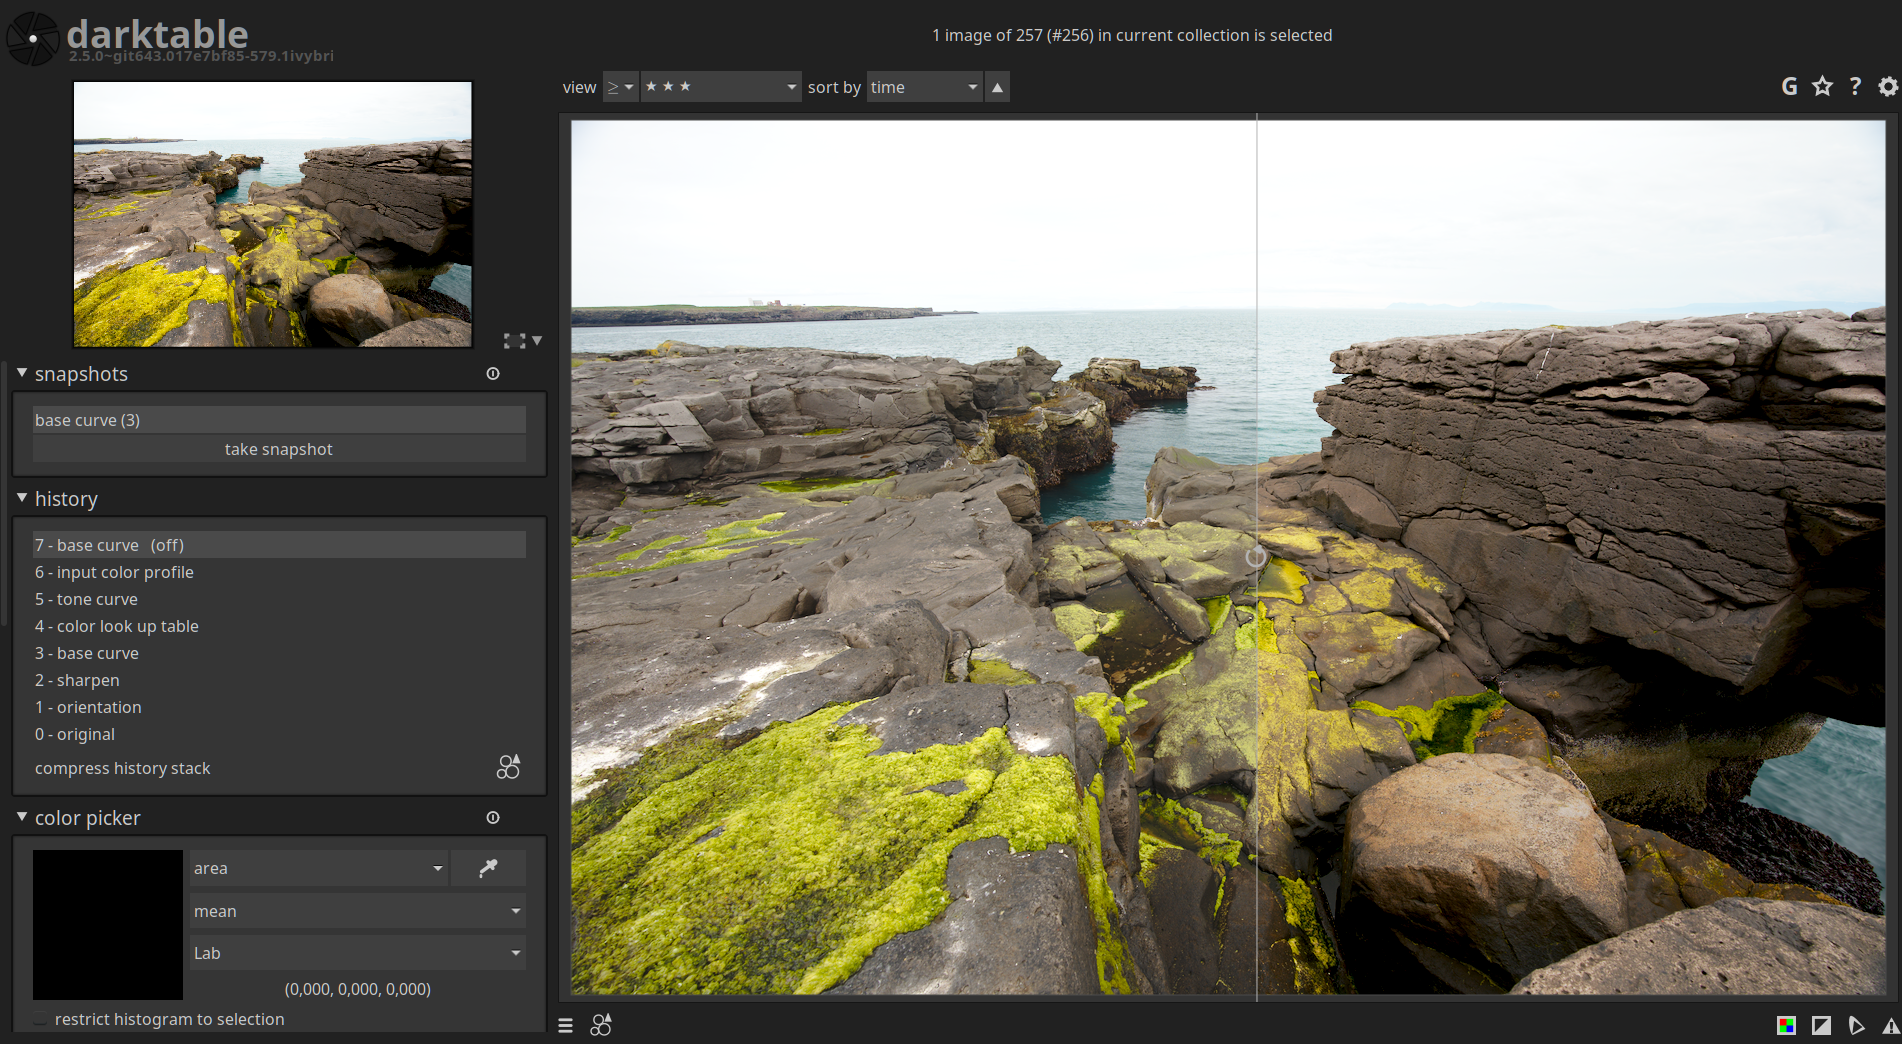 darktable
2.5.0~git643.017e7bf85-579.1ivybri
1 image of 257 (#256) in current collection is selected
view ≥ ★ ★ ★ sort by time ▲
G ☆ ?
snapshots
base curve (3)
take snapshot
history
7 - base curve (off)
6 - input color profile
5 - tone curve
4 - color look up table
3 - base curve
2 - sharpen
1 - orientation
0 - original
compress history stack
color picker
area
mean
Lab
(0,000, 0,000, 0,000)
restrict histogram to selection